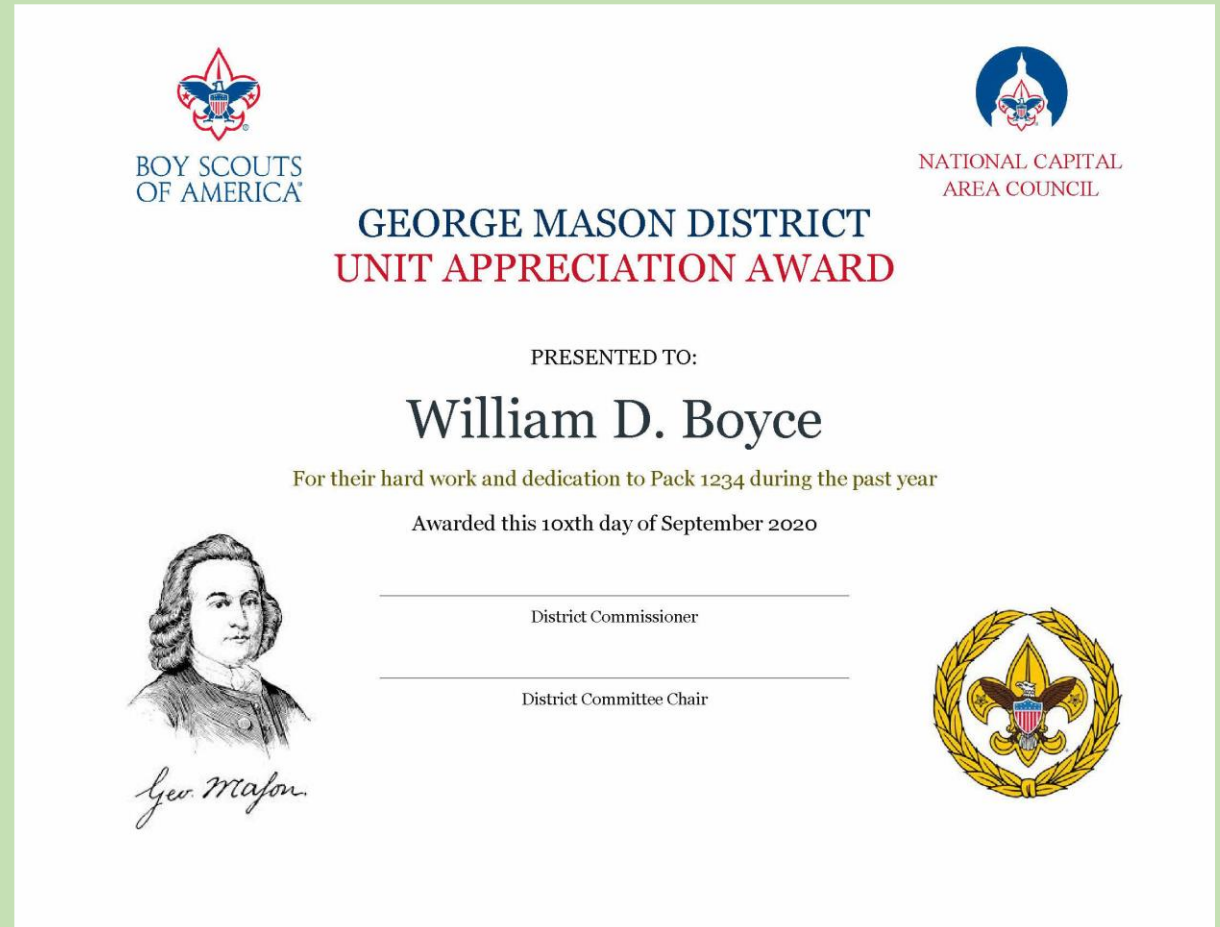 BOY SCOUTS
OF AMERICA®
NATIONAL CAPITAL
AREA COUNCIL
GEORGE MASON DISTRICT
UNIT APPRECIATION AWARD
PRESENTED TO:
William D. Boyce
For their hard work and dedication to Pack 1234 during the past year
Awarded this 10xth day of September 2020
District Commissioner
District Committee Chair
Geo. Mason.